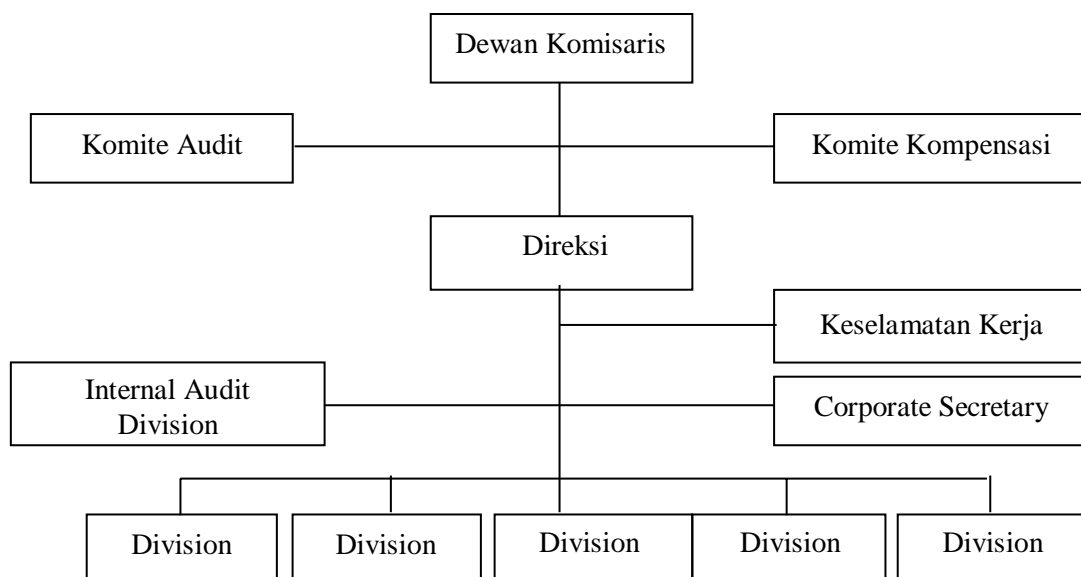 Dewan Komisaris
Komite Audit
Komite Kompensasi
Direksi
Keselamatan Kerja
Internal Audit
Division
Corporate Secretary
Division
Division
Division
Division
Division